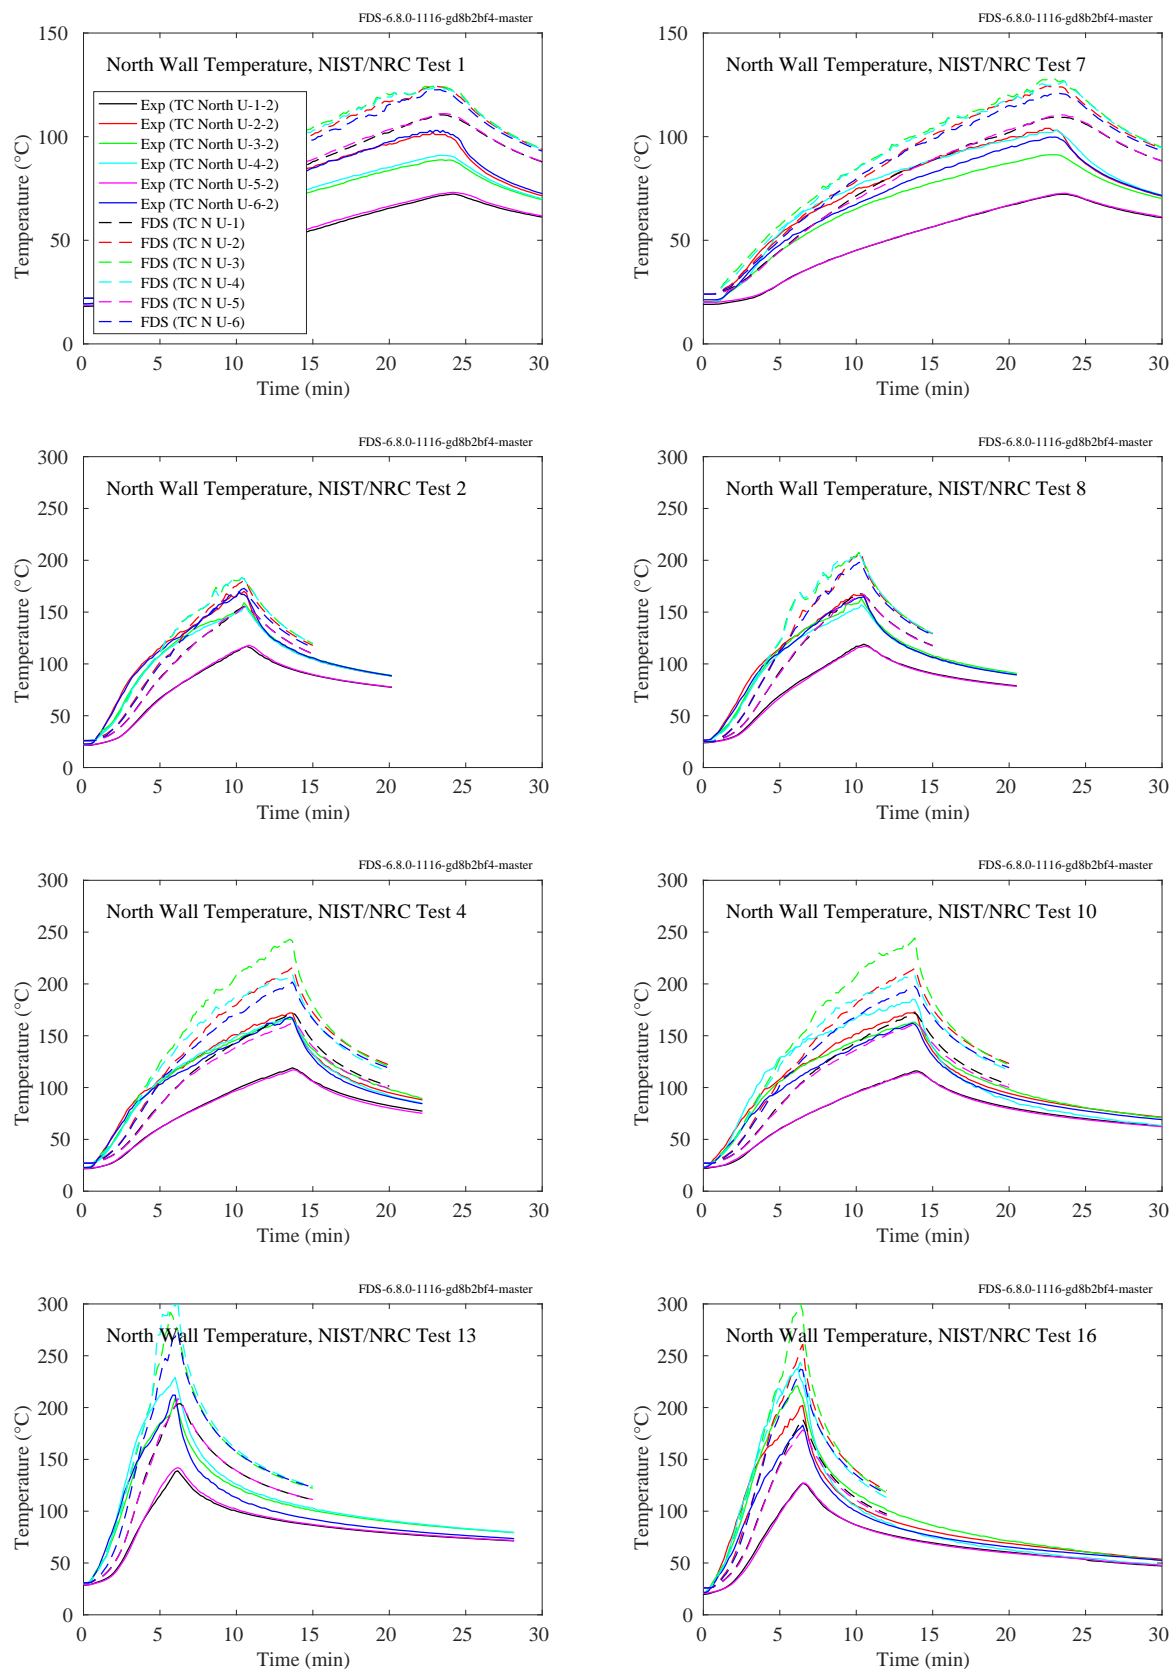 FDS-6.8.0-1116-gd8b2bf4-master
North Wall Temperature, NIST/NRC Test 1
Temperature (°C)
150
100
50
0
Exp (TC North U-1-2)
Exp (TC North U-2-2)
Exp (TC North U-3-2)
Exp (TC North U-4-2)
Exp (TC North U-5-2)
Exp (TC North U-6-2)
FDS (TC N U-1)
FDS (TC N U-2)
FDS (TC N U-3)
FDS (TC N U-4)
FDS (TC N U-5)
FDS (TC N U-6)
0 5 10 15 20 25 30
Time (min)
FDS-6.8.0-1116-gd8b2bf4-master
North Wall Temperature, NIST/NRC Test 7
Temperature (°C)
150
100
50
0
0 5 10 15 20 25 30
Time (min)
FDS-6.8.0-1116-gd8b2bf4-master
North Wall Temperature, NIST/NRC Test 2
Temperature (°C)
300
250
200
150
100
50
0
0 5 10 15 20 25 30
Time (min)
FDS-6.8.0-1116-gd8b2bf4-master
North Wall Temperature, NIST/NRC Test 8
Temperature (°C)
300
250
200
150
100
50
0
0 5 10 15 20 25 30
Time (min)
FDS-6.8.0-1116-gd8b2bf4-master
North Wall Temperature, NIST/NRC Test 4
Temperature (°C)
300
250
200
150
100
50
0
0 5 10 15 20 25 30
Time (min)
FDS-6.8.0-1116-gd8b2bf4-master
North Wall Temperature, NIST/NRC Test 10
Temperature (°C)
300
250
200
150
100
50
0
0 5 10 15 20 25 30
Time (min)
FDS-6.8.0-1116-gd8b2bf4-master
North Wall Temperature, NIST/NRC Test 13
Temperature (°C)
300
250
200
150
100
50
0
0 5 10 15 20 25 30
Time (min)
FDS-6.8.0-1116-gd8b2bf4-master
North Wall Temperature, NIST/NRC Test 16
Temperature (°C)
300
250
200
150
100
50
0
0 5 10 15 20 25 30
Time (min)